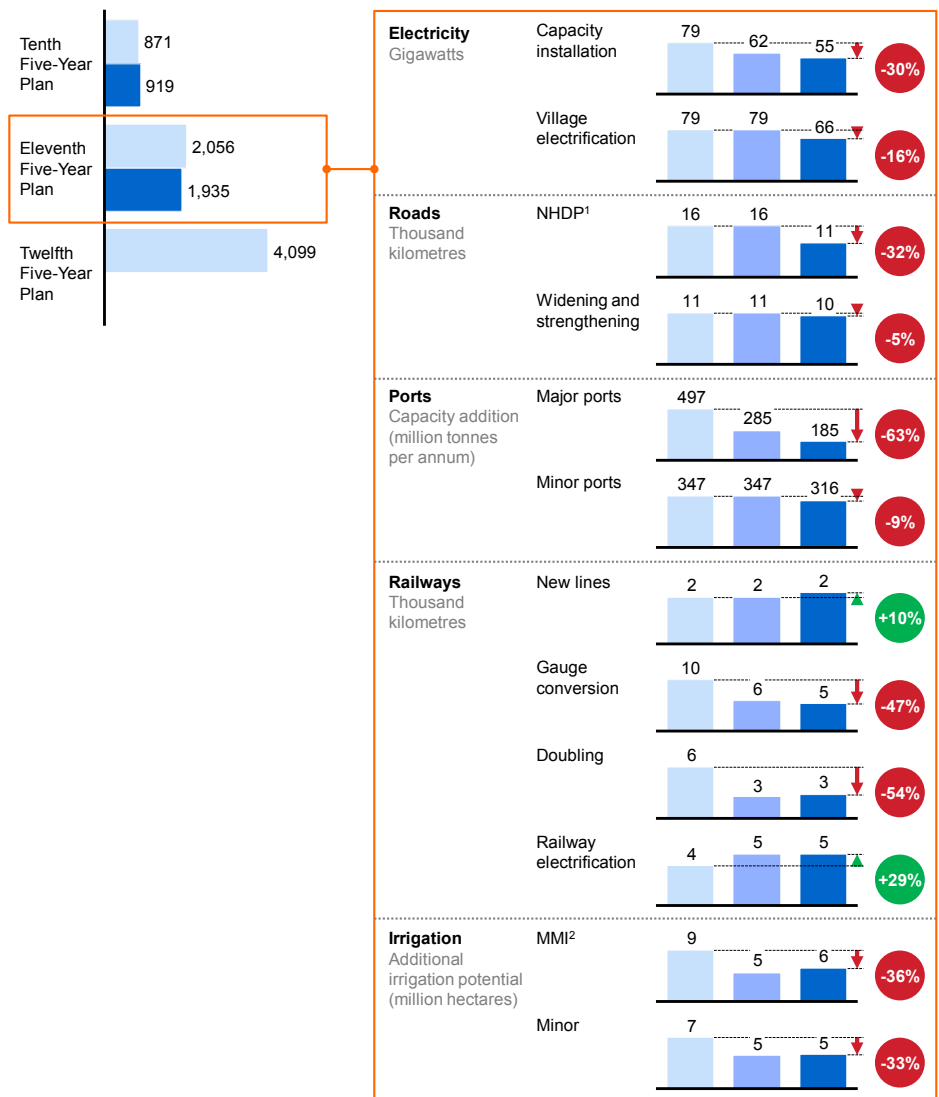 Tenth
Five-Year
Plan
871
919
Eleventh
Five-Year
Plan
2,056
1,935
Twelfth
Five-Year
Plan
4,099
Electricity
Gigawatts
Capacity
installation
79
62
55
-30%
Village
electrification
79
79
66
-16%
Roads
Thousand
kilometres
NHDP¹
16
16
11
-32%
Widening and
strengthening
11
11
10
-5%
Ports
Capacity addition
(million tonnes
per annum)
Major ports
497
285
185
-63%
Minor ports
347
347
316
-9%
Railways
Thousand
kilometres
New lines
2
2
2
+10%
Gauge
conversion
10
6
5
-47%
Doubling
6
3
3
-54%
Railway
electrification
4
5
5
+29%
Irrigation
Additional
irrigation potential
(million hectares)
MMI²
9
5
6
-36%
Minor
7
5
5
-33%